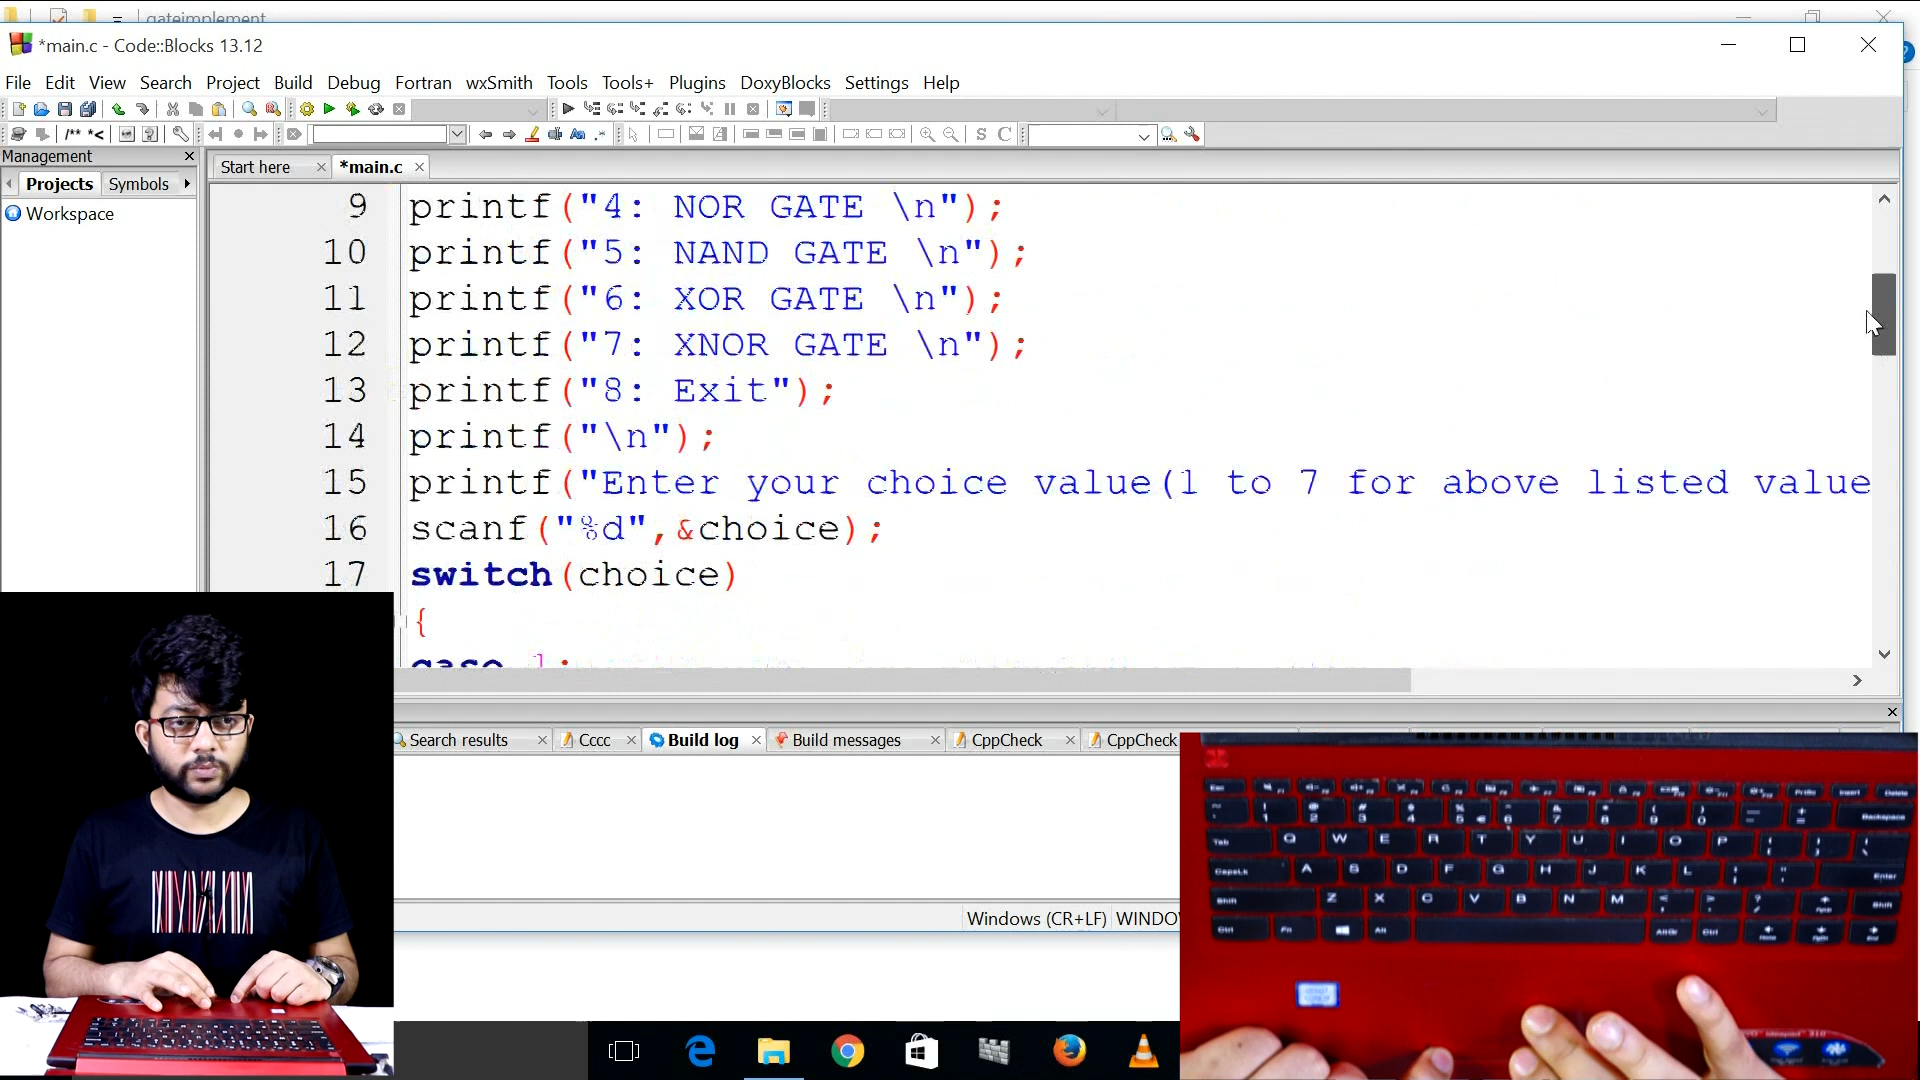 gateimplement
*main.c - Code::Blocks 13.12
File Edit View Search Project Build Debug Fortran wxSmith Tools Tools+ Plugins DoxyBlocks Settings Help
Management
Start here
*main.c
Projects
Symbols
Workspace
9 printf("4: NOR GATE \n");
10 printf("5: NAND GATE \n");
11 printf("6: XOR GATE \n");
12 printf("7: XNOR GATE \n");
13 printf("8: Exit");
14 printf("\n");
15 printf("Enter your choice value(1 to 7 for above listed value
16 scanf("%d",&choice);
17 switch(choice)
{
case 1:
Search results
Cccc
Build log
Build messages
CppCheck
CppCheck
Windows (CR+LF)
WINDO